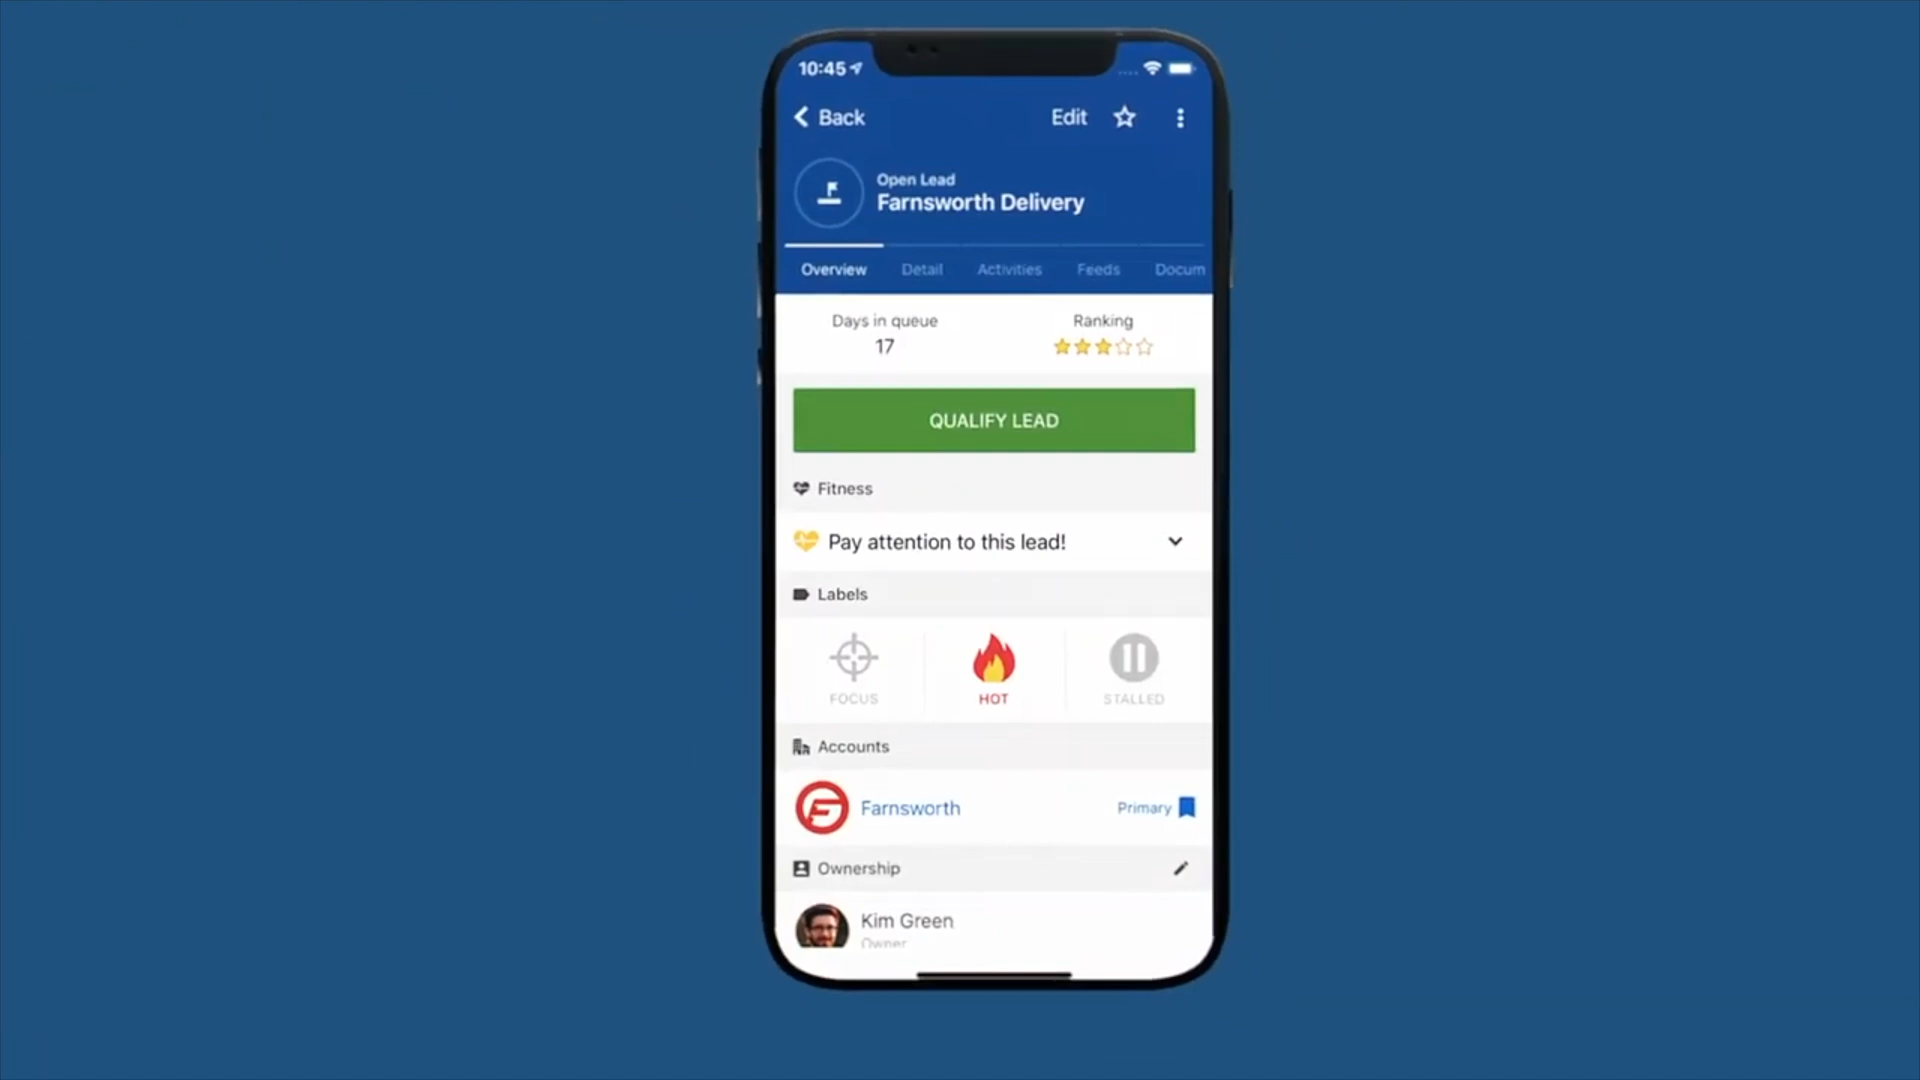 10:45
Back
Edit
Open Lead
Farnsworth Delivery
Overview
Detail
Activities
Feeds
Docum
Days in queue
17
Ranking
QUALIFY LEAD
Fitness
Pay attention to this lead!
Labels
FOCUS
HOT
STALLED
Accounts
Farnsworth
Primary
Ownership
Kim Green
Owner